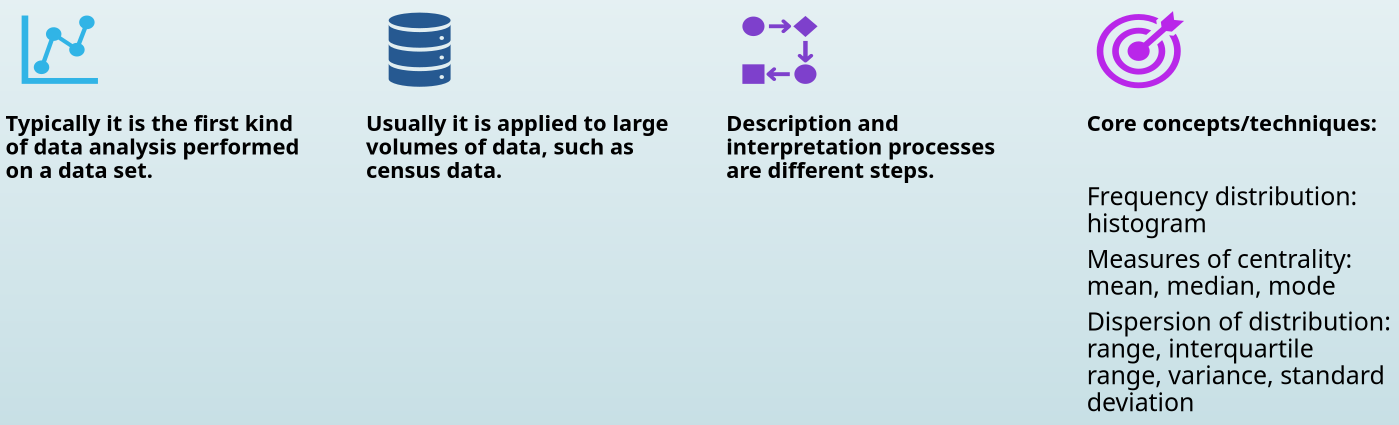 Typically it is the first kind
of data analysis performed
on a data set.
Usually it is applied to large
volumes of data, such as
census data.
Description and
interpretation processes
are different steps.
Core concepts/techniques:
Frequency distribution:
histogram
Measures of centrality:
mean, median, mode
Dispersion of distribution:
range, interquartile
range, variance, standard
deviation